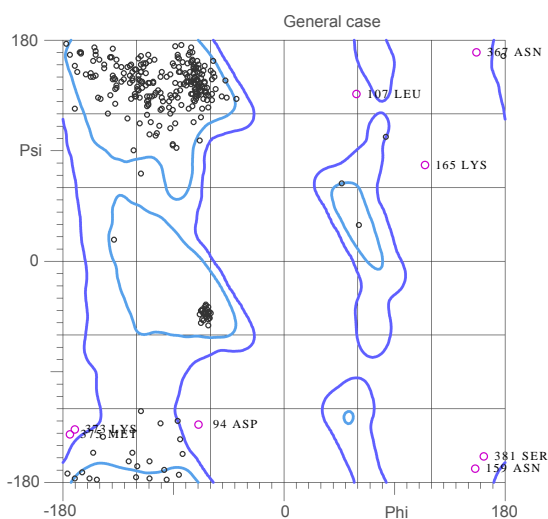 General case
180
367 ASN
107 LEU
Psi
165 LYS
0
94 ASP
373 LYS
375 MET
381 SER
159 ASN
-180
-180
0
Phi
180